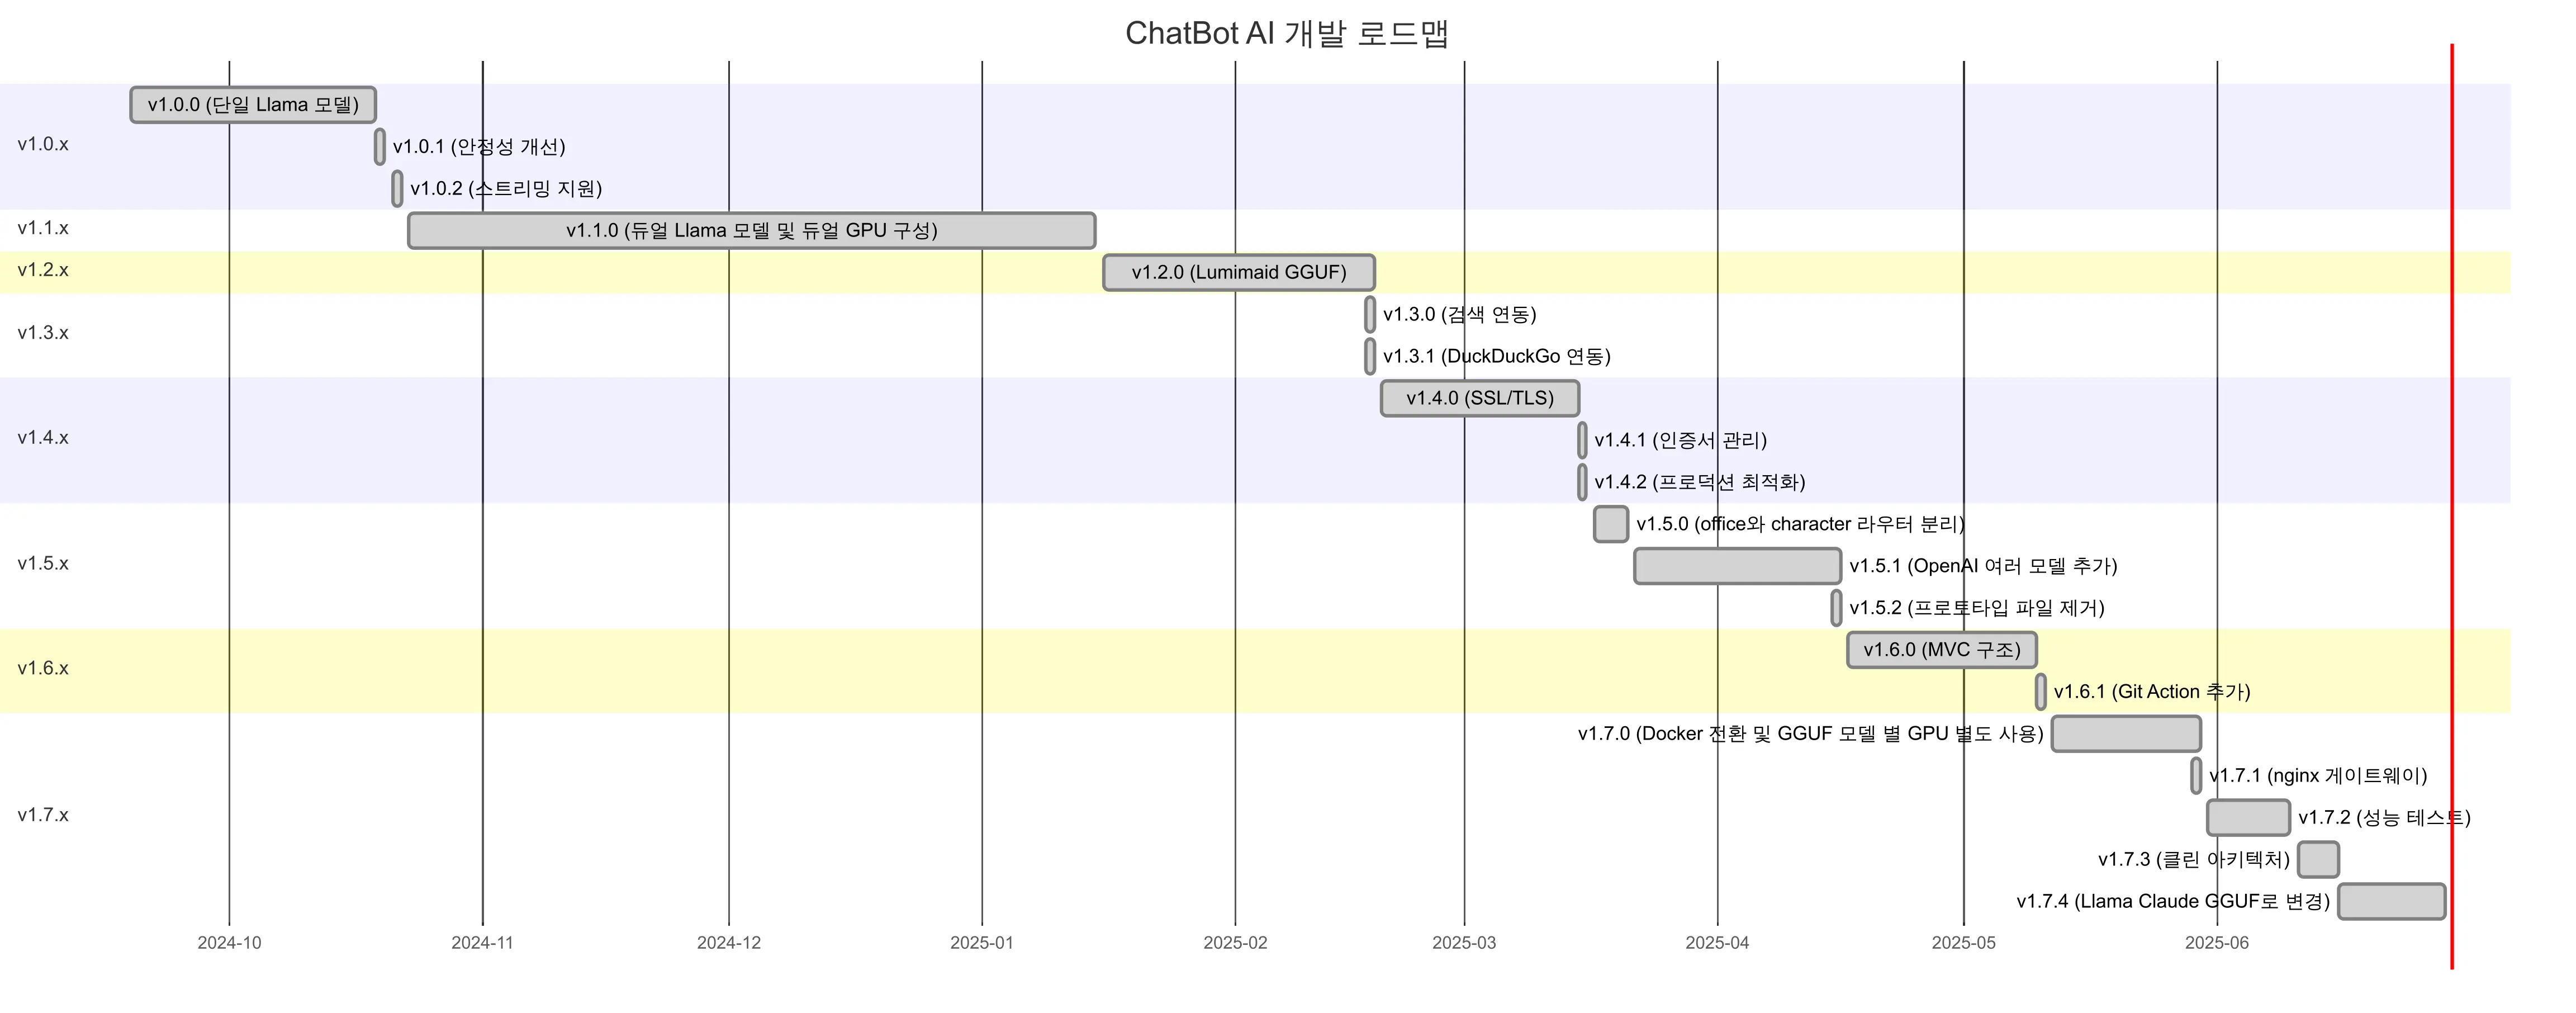 ChatBot AI 개발 로드맵
v1.0.x
v1.0.0 (단일 Llama 모델)
v1.0.1 (안정성 개선)
v1.0.2 (스트리밍 지원)
v1.1.x
v1.1.0 (듀얼 Llama 모델 및 듀얼 GPU 구성)
v1.2.x
v1.2.0 (Lumimaid GGUF)
v1.3.x
v1.3.0 (검색 연동)
v1.3.1 (DuckDuckGo 연동)
v1.4.x
v1.4.0 (SSL/TLS)
v1.4.1 (인증서 관리)
v1.4.2 (프로덕션 최적화)
v1.5.x
v1.5.0 (office와 character 라우터 분리)
v1.5.1 (OpenAI 여러 모델 추가)
v1.5.2 (프로토타입 파일 제거)
v1.6.x
v1.6.0 (MVC 구조)
v1.6.1 (Git Action 추가)
v1.7.x
v1.7.0 (Docker 전환 및 GGUF 모델 별 GPU 별도 사용)
v1.7.1 (nginx 게이트웨이)
v1.7.2 (성능 테스트)
v1.7.3 (클린 아키텍처)
v1.7.4 (Llama Claude GGUF로 변경)
2024-10
2024-11
2024-12
2025-01
2025-02
2025-03
2025-04
2025-05
2025-06